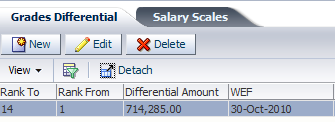 Grades Differential Salary Scales
New Edit Delete
View Detach
Rank To Rank From Differential Amount WEF
14 1 714,285.00 30-Oct-2010